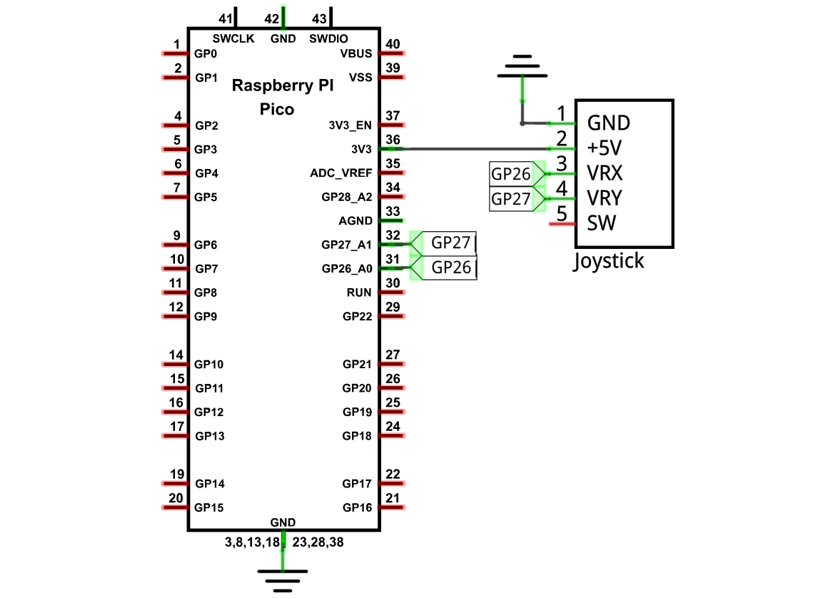 41 42 43
SWCLK GND SWDIO
1 GP0 VBUS 40
2 GP1 VSS 39
Raspberry PI
Pico
4 GP2 3V3_EN 37
5 GP3 3V3 36
6 GP4 ADC_VREF 35
7 GP5 GP28_A2 34
AGND 33
9 GP6 GP27_A1 32 GP27
10 GP7 GP26_A0 31 GP26
11 GP8 RUN 30
12 GP9 GP22 29
14 GP10 GP21 27
15 GP11 GP20 26
16 GP12 GP19 25
17 GP13 GP18 24
19 GP14 GP17 22
20 GP15 GP16 21
GND
3,8,13,18 23,28,38
1 GND
2 +5V
GP26 3 VRX
GP27 4 VRY
5 SW
Joystick